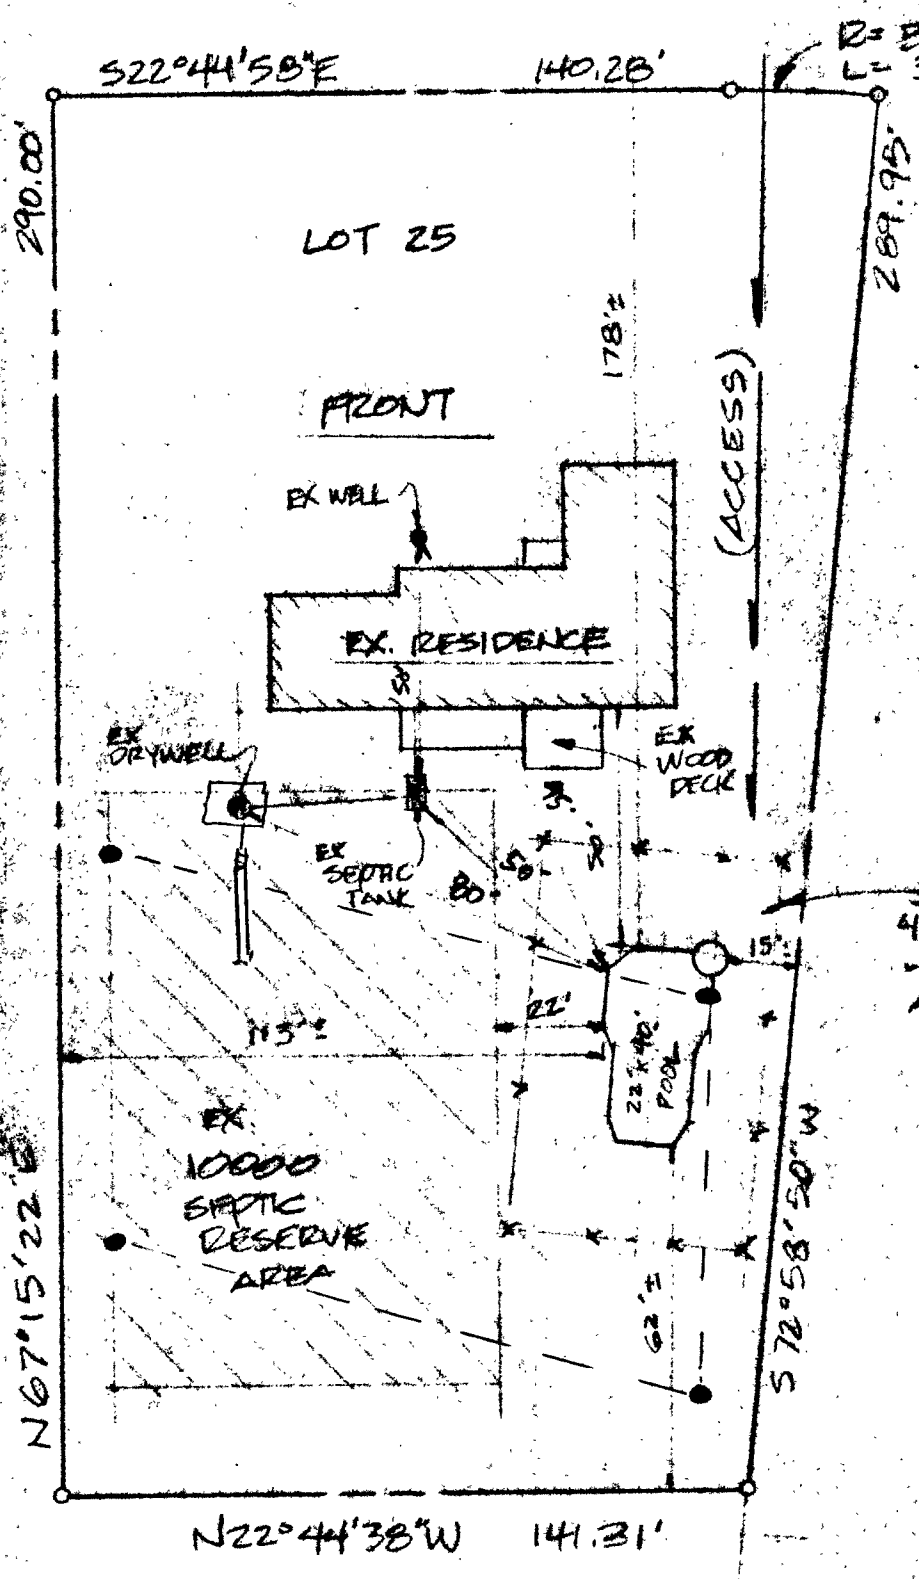 R=
L=
S22°44'58"E 140.28'
290.00'
289.95'
LOT 25
178'±
FRONT
(ACCESS)
EX WELL
EX. RESIDENCE
50'
EX
DRYWELL
EX
WOOD
DECK
EX
SEPTIC
TANK
80
50'
15'±
22'
113'±
22'x40'
POOL
EX.
10000
SEPTIC
RESERVE
AREA
62'±
N67°15'22"E
S 72°58'50"W
N22°44'38"W 141.31'